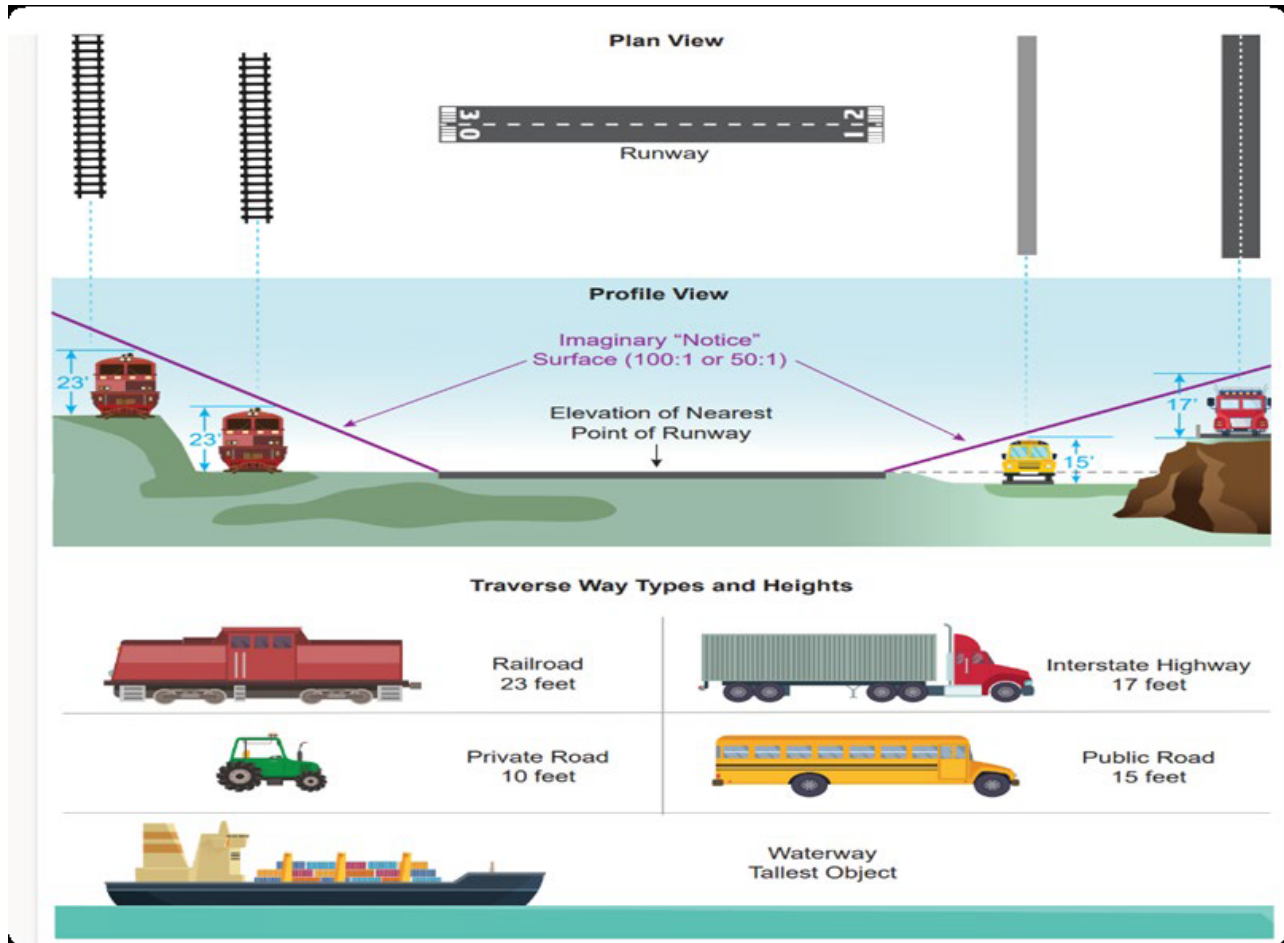 Plan View
30
12
Runway
Profile View
Imaginary “Notice”
Surface (100:1 or 50:1)
23'
17'
Elevation of Nearest
Point of Runway
23'
15'
Traverse Way Types and Heights
Railroad
23 feet
Interstate Highway
17 feet
Private Road
10 feet
Public Road
15 feet
Waterway
Tallest Object